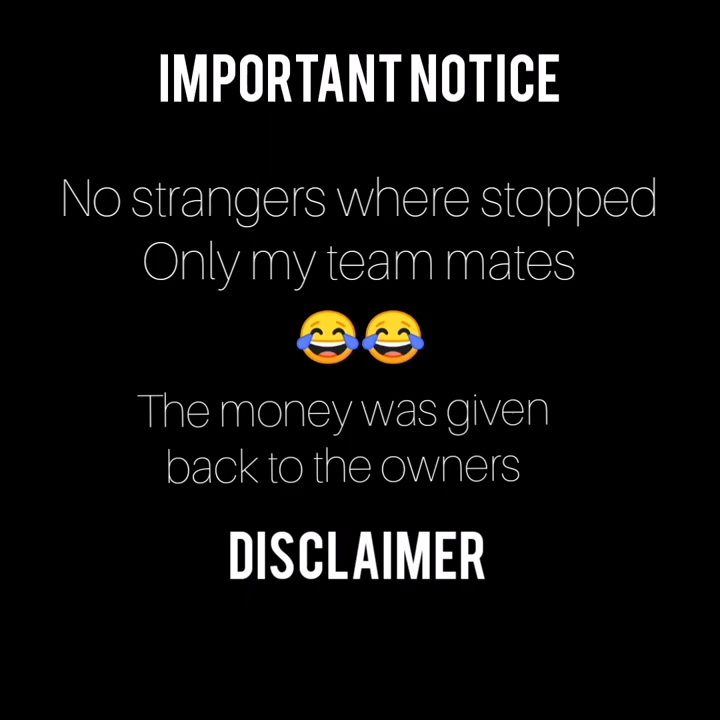 IMPORTANT NOTICE
No strangers where stopped
Only my team mates
😂😂
The money was given
back to the owners
DISCLAIMER